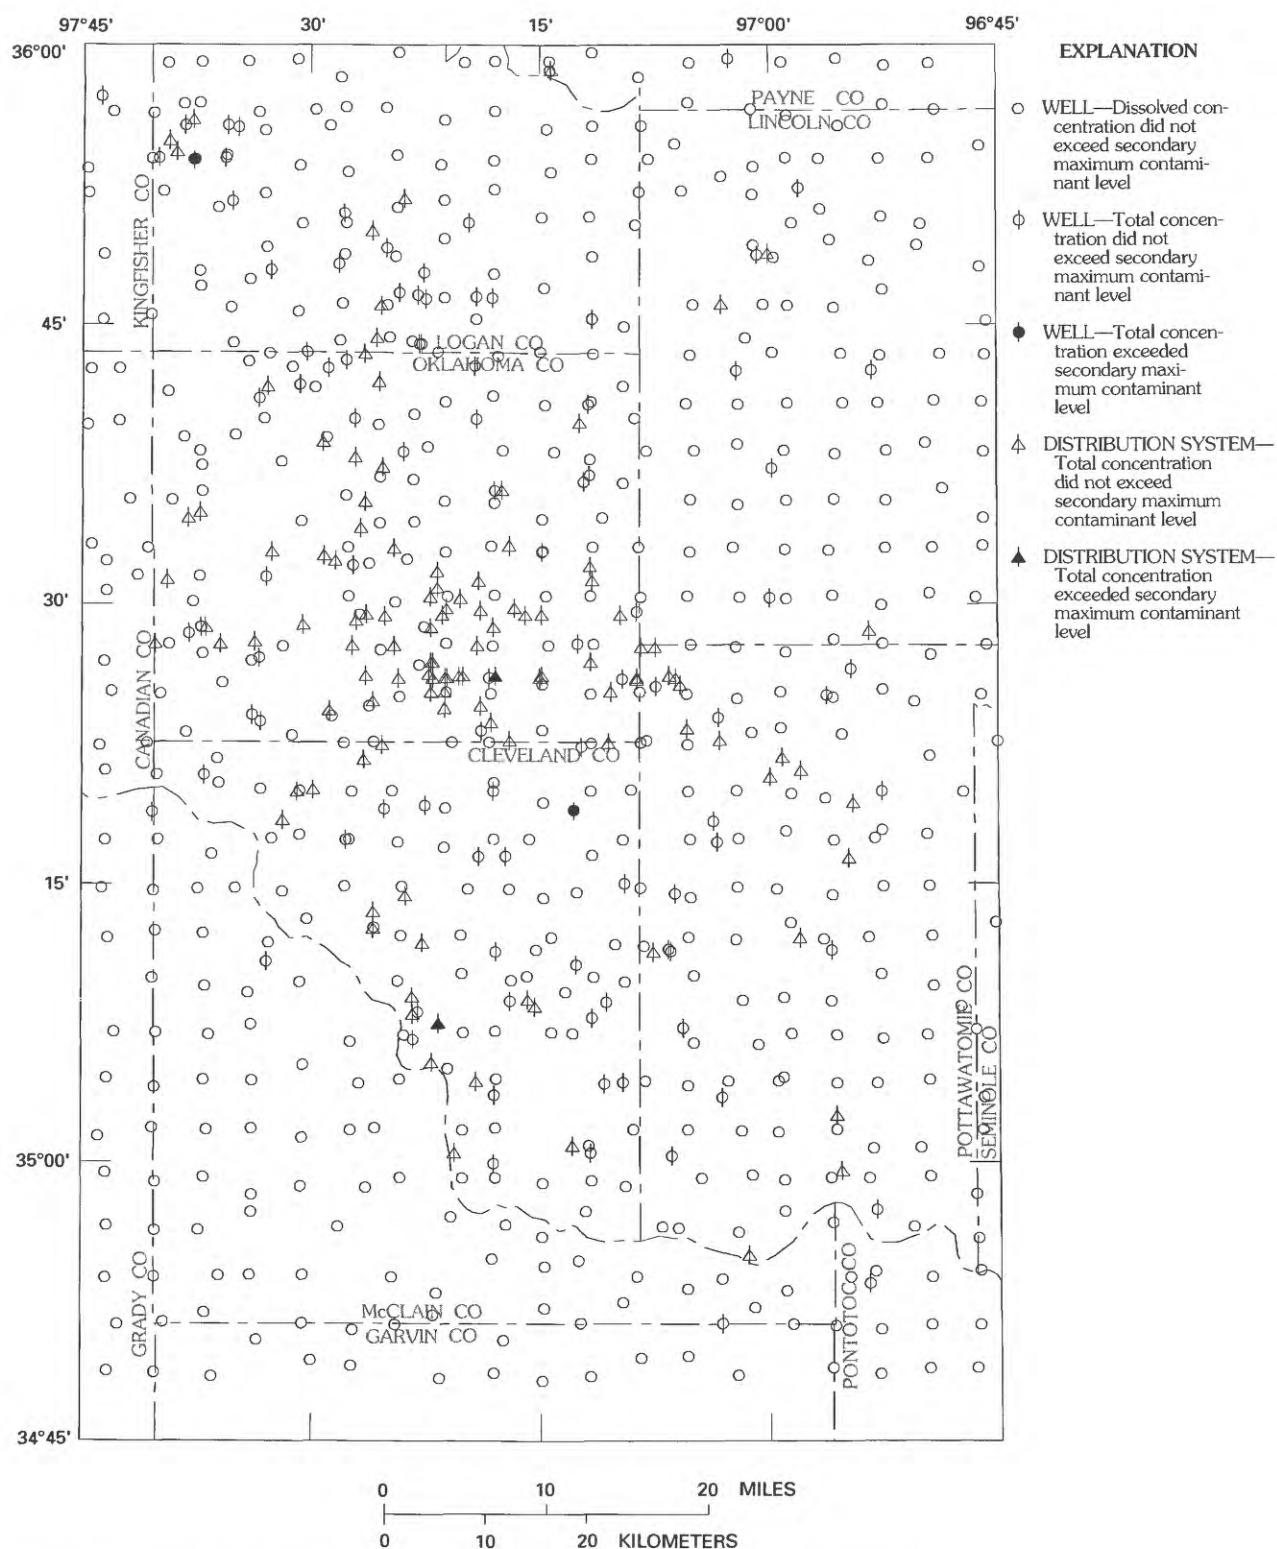 97°45'
30'
15'
97°00'
96°45'
36°00'
EXPLANATION
PAYNE CO
LINCOLN CO
WELL—Dissolved con-
centration did not
exceed secondary
maximum contami-
nant level
KINGFISHER CO
WELL—Total concen-
tration did not
exceed secondary
maximum contami-
nant level
45'
LOGAN CO
OKLAHOMA CO
WELL—Total concen-
tration exceeded
secondary maxi-
mum contaminant
level
DISTRIBUTION SYSTEM—
Total concentration
did not exceed
secondary maximum
contaminant level
DISTRIBUTION SYSTEM—
Total concentration
exceeded secondary
maximum contaminant
level
30'
CANADIAN CO
CLEVELAND CO
15'
POTTAWATOMIE CO
SEMINOLE CO
35°00'
GRADY CO
McCLAIN CO
GARVIN CO
PONTOTOC CO
34°45'
0 10 20 MILES
0 10 20 KILOMETERS